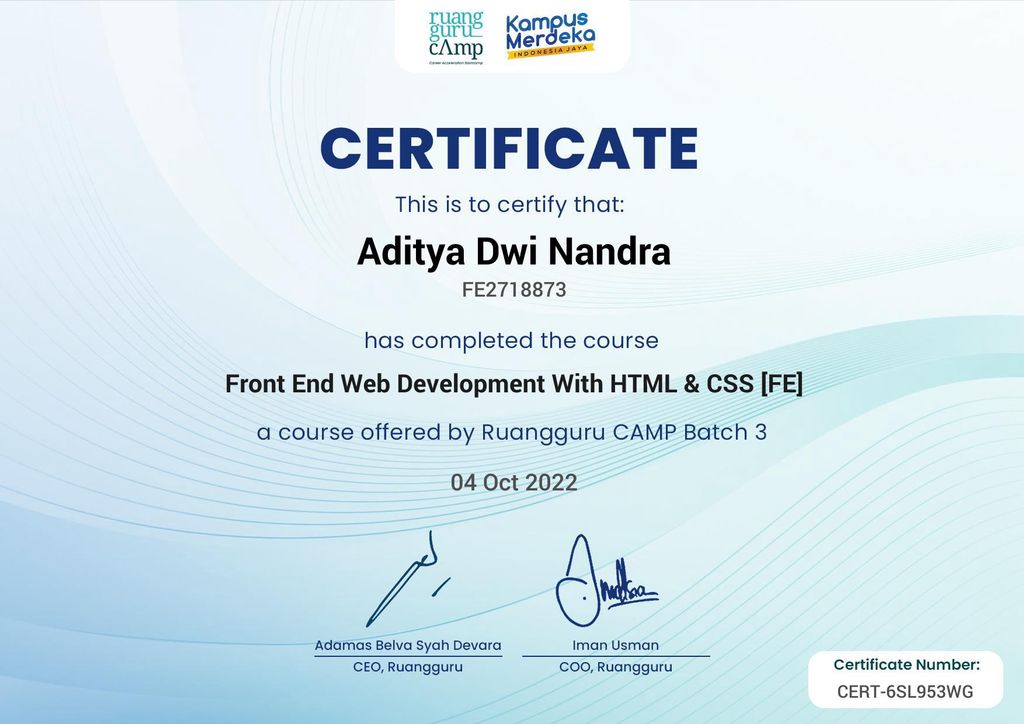 ruang
guru
cAmp
Career Acceleration Bootcamp
Kampus
Merdeka
INDONESIA JAYA
CERTIFICATE
This is to certify that:
Aditya Dwi Nandra
FE2718873
has completed the course
Front End Web Development With HTML & CSS [FE]
a course offered by Ruangguru CAMP Batch 3
04 Oct 2022
Adamas Belva Syah Devara
CEO, Ruangguru
Iman Usman
COO, Ruangguru
Certificate Number:
CERT-6SL953WG